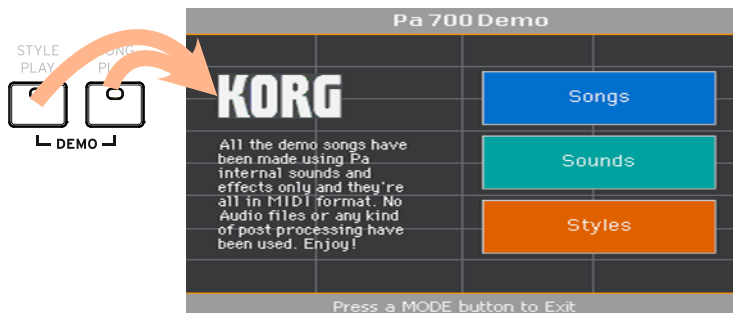 STYLE
PLAY
SONG
DEMO
Pa 700 Demo
KORG
All the demo songs have
been made using Pa
internal sounds and
effects only and they're
all in MIDI format. No
Audio files or any kind
of post processing have
been used. Enjoy!
Songs
Sounds
Styles
Press a MODE button to Exit